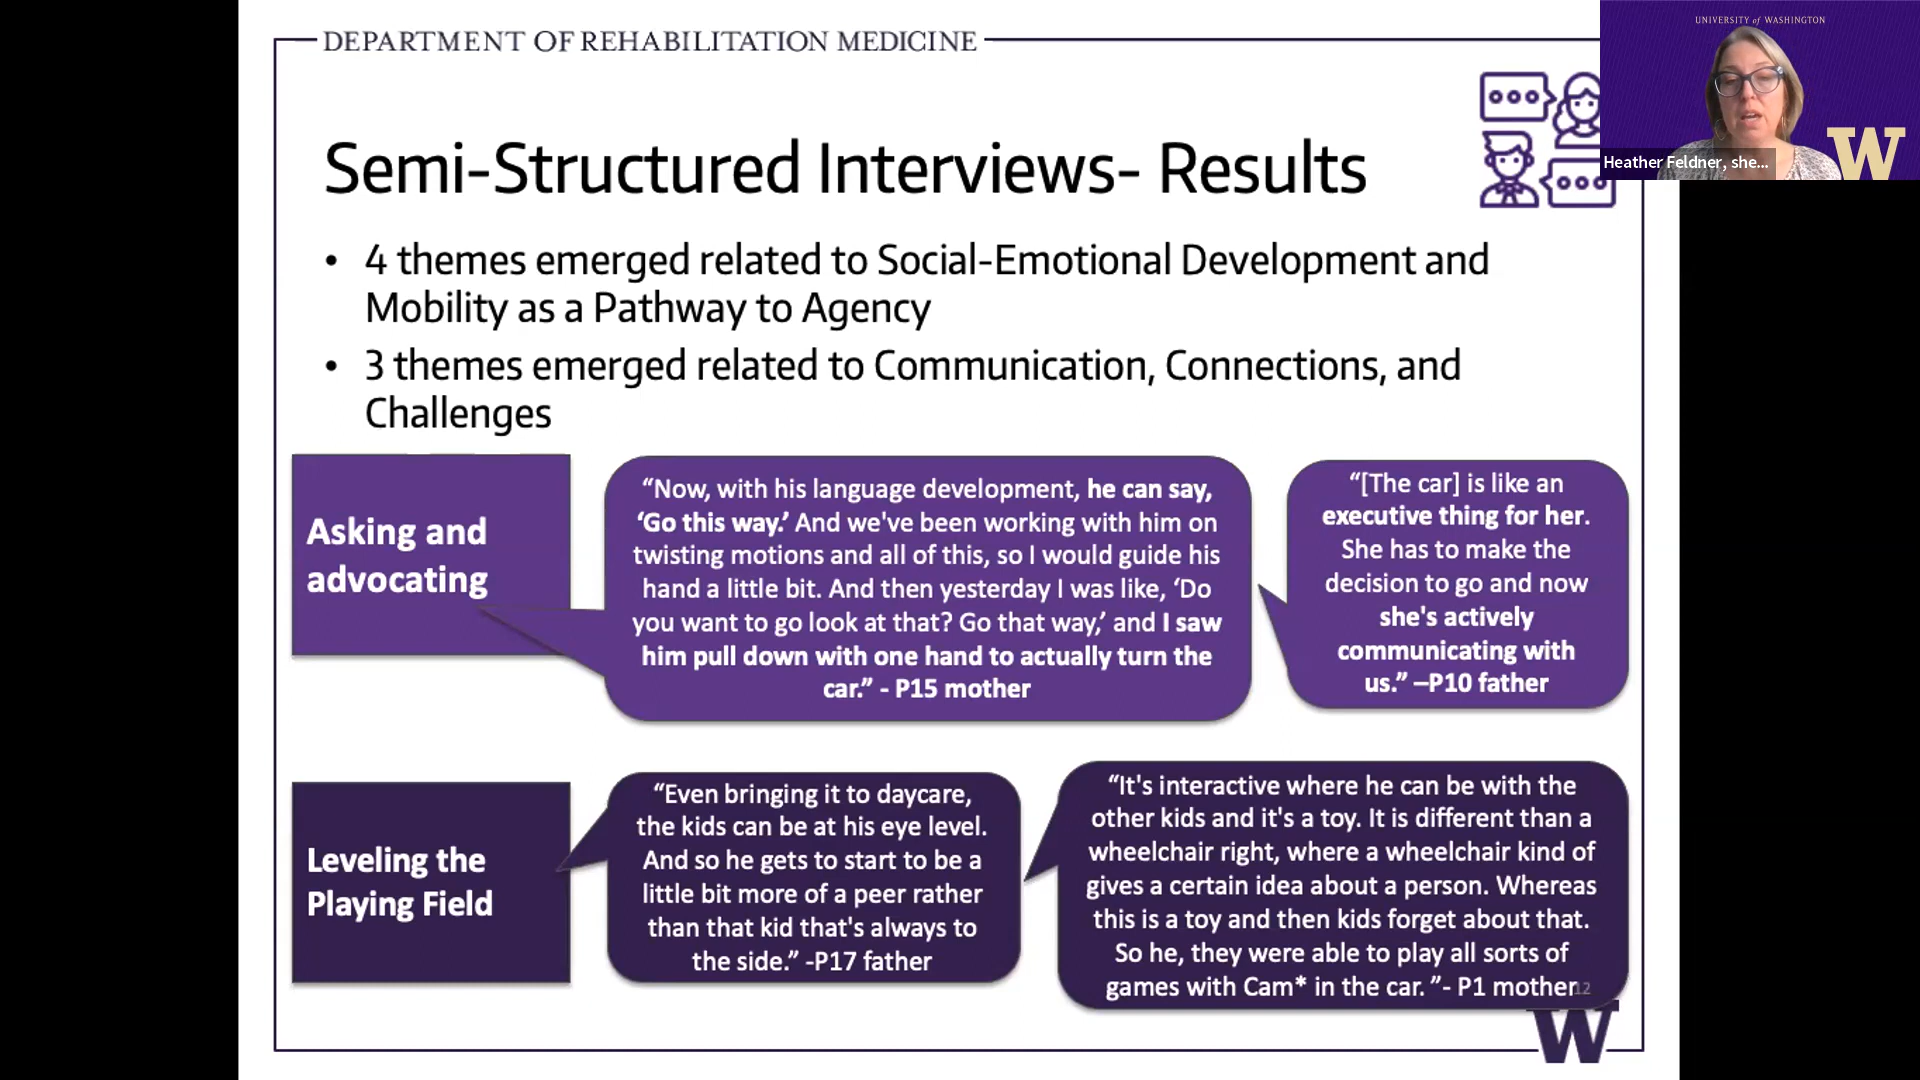 DEPARTMENT OF REHABILITATION MEDICINE
UNIVERSITY of WASHINGTON
Heather Feldner, she...
W
Semi-Structured Interviews- Results
• 4 themes emerged related to Social-Emotional Development and
Mobility as a Pathway to Agency
• 3 themes emerged related to Communication, Connections, and
Challenges
Asking and
advocating
“Now, with his language development, he can say,
‘Go this way.’ And we've been working with him on
twisting motions and all of this, so I would guide his
hand a little bit. And then yesterday I was like, ‘Do
you want to go look at that? Go that way,’ and I saw
him pull down with one hand to actually turn the
car.” - P15 mother
“[The car] is like an
executive thing for her.
She has to make the
decision to go and now
she's actively
communicating with
us.” –P10 father
Leveling the
Playing Field
“Even bringing it to daycare,
the kids can be at his eye level.
And so he gets to start to be a
little bit more of a peer rather
than that kid that's always to
the side.” -P17 father
“It's interactive where he can be with the
other kids and it's a toy. It is different than a
wheelchair right, where a wheelchair kind of
gives a certain idea about a person. Whereas
this is a toy and then kids forget about that.
So he, they were able to play all sorts of
games with Cam* in the car. ”- P1 mother
12
W